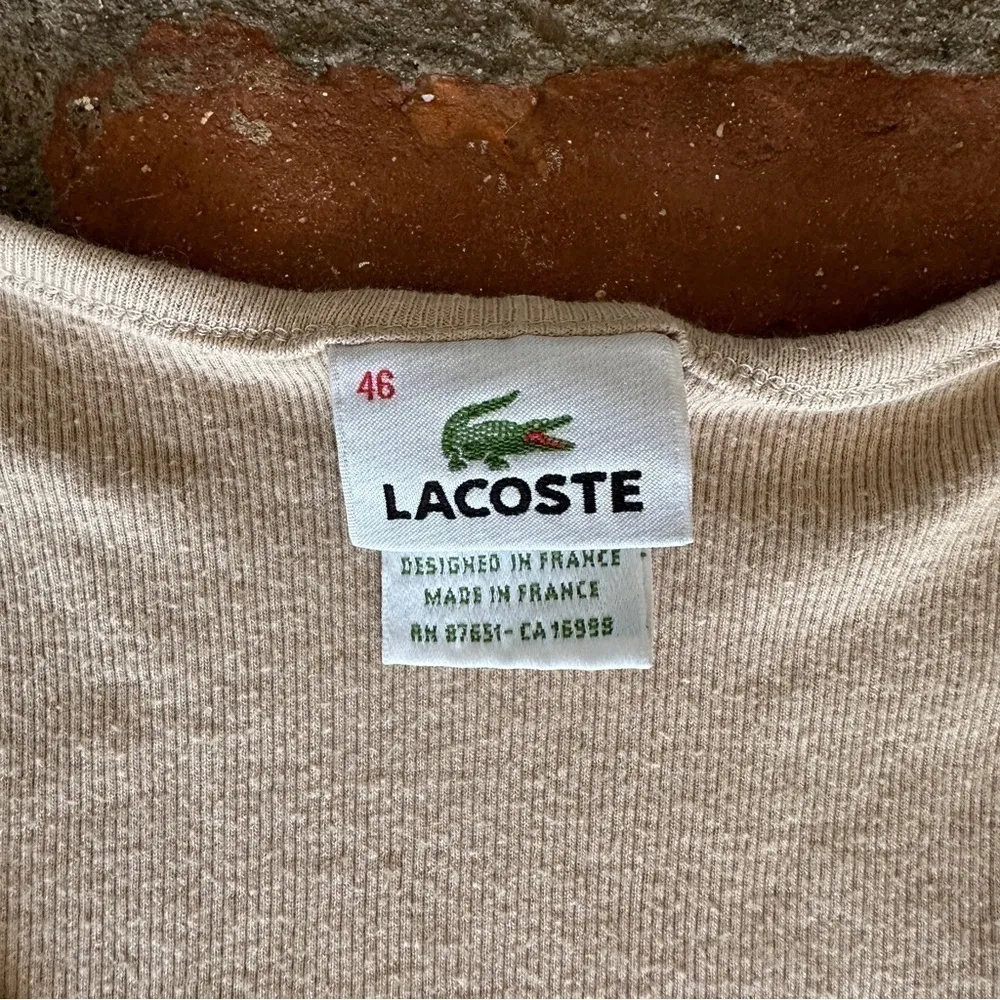 46
LACOSTE
DESIGNED IN FRANCE
MADE IN FRANCE
RN 87651- CA 16999